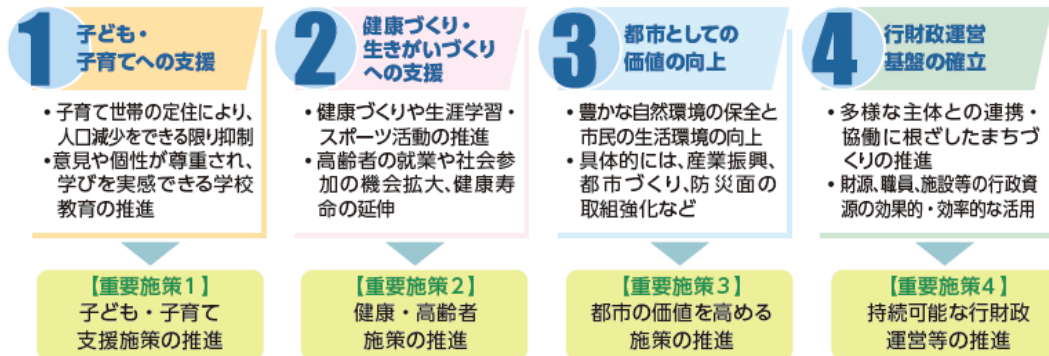 1
子ども・
子育てへの支援
・子育て世帯の定住により、
人口減少をできる限り抑制
・意見や個性が尊重され、
学びを実感できる学校
教育の推進
【重要施策1】
子ども・子育て
支援施策の推進
2
健康づくり・
生きがいづくり
への支援
・健康づくりや生涯学習・
スポーツ活動の推進
・高齢者の就業や社会参
加の機会拡大、健康寿
命の延伸
【重要施策2】
健康・高齢者
施策の推進
3
都市としての
価値の向上
・豊かな自然環境の保全と
市民の生活環境の向上
・具体的には、産業振興、
都市づくり、防災面の
取組強化など
【重要施策3】
都市の価値を高める
施策の推進
4
行財政運営
基盤の確立
・多様な主体との連携・
協働に根ざしたまちづ
くりの推進
・財源、職員、施設等の行政資
源の効果的・効率的な活用
【重要施策4】
持続可能な行財政
運営等の推進